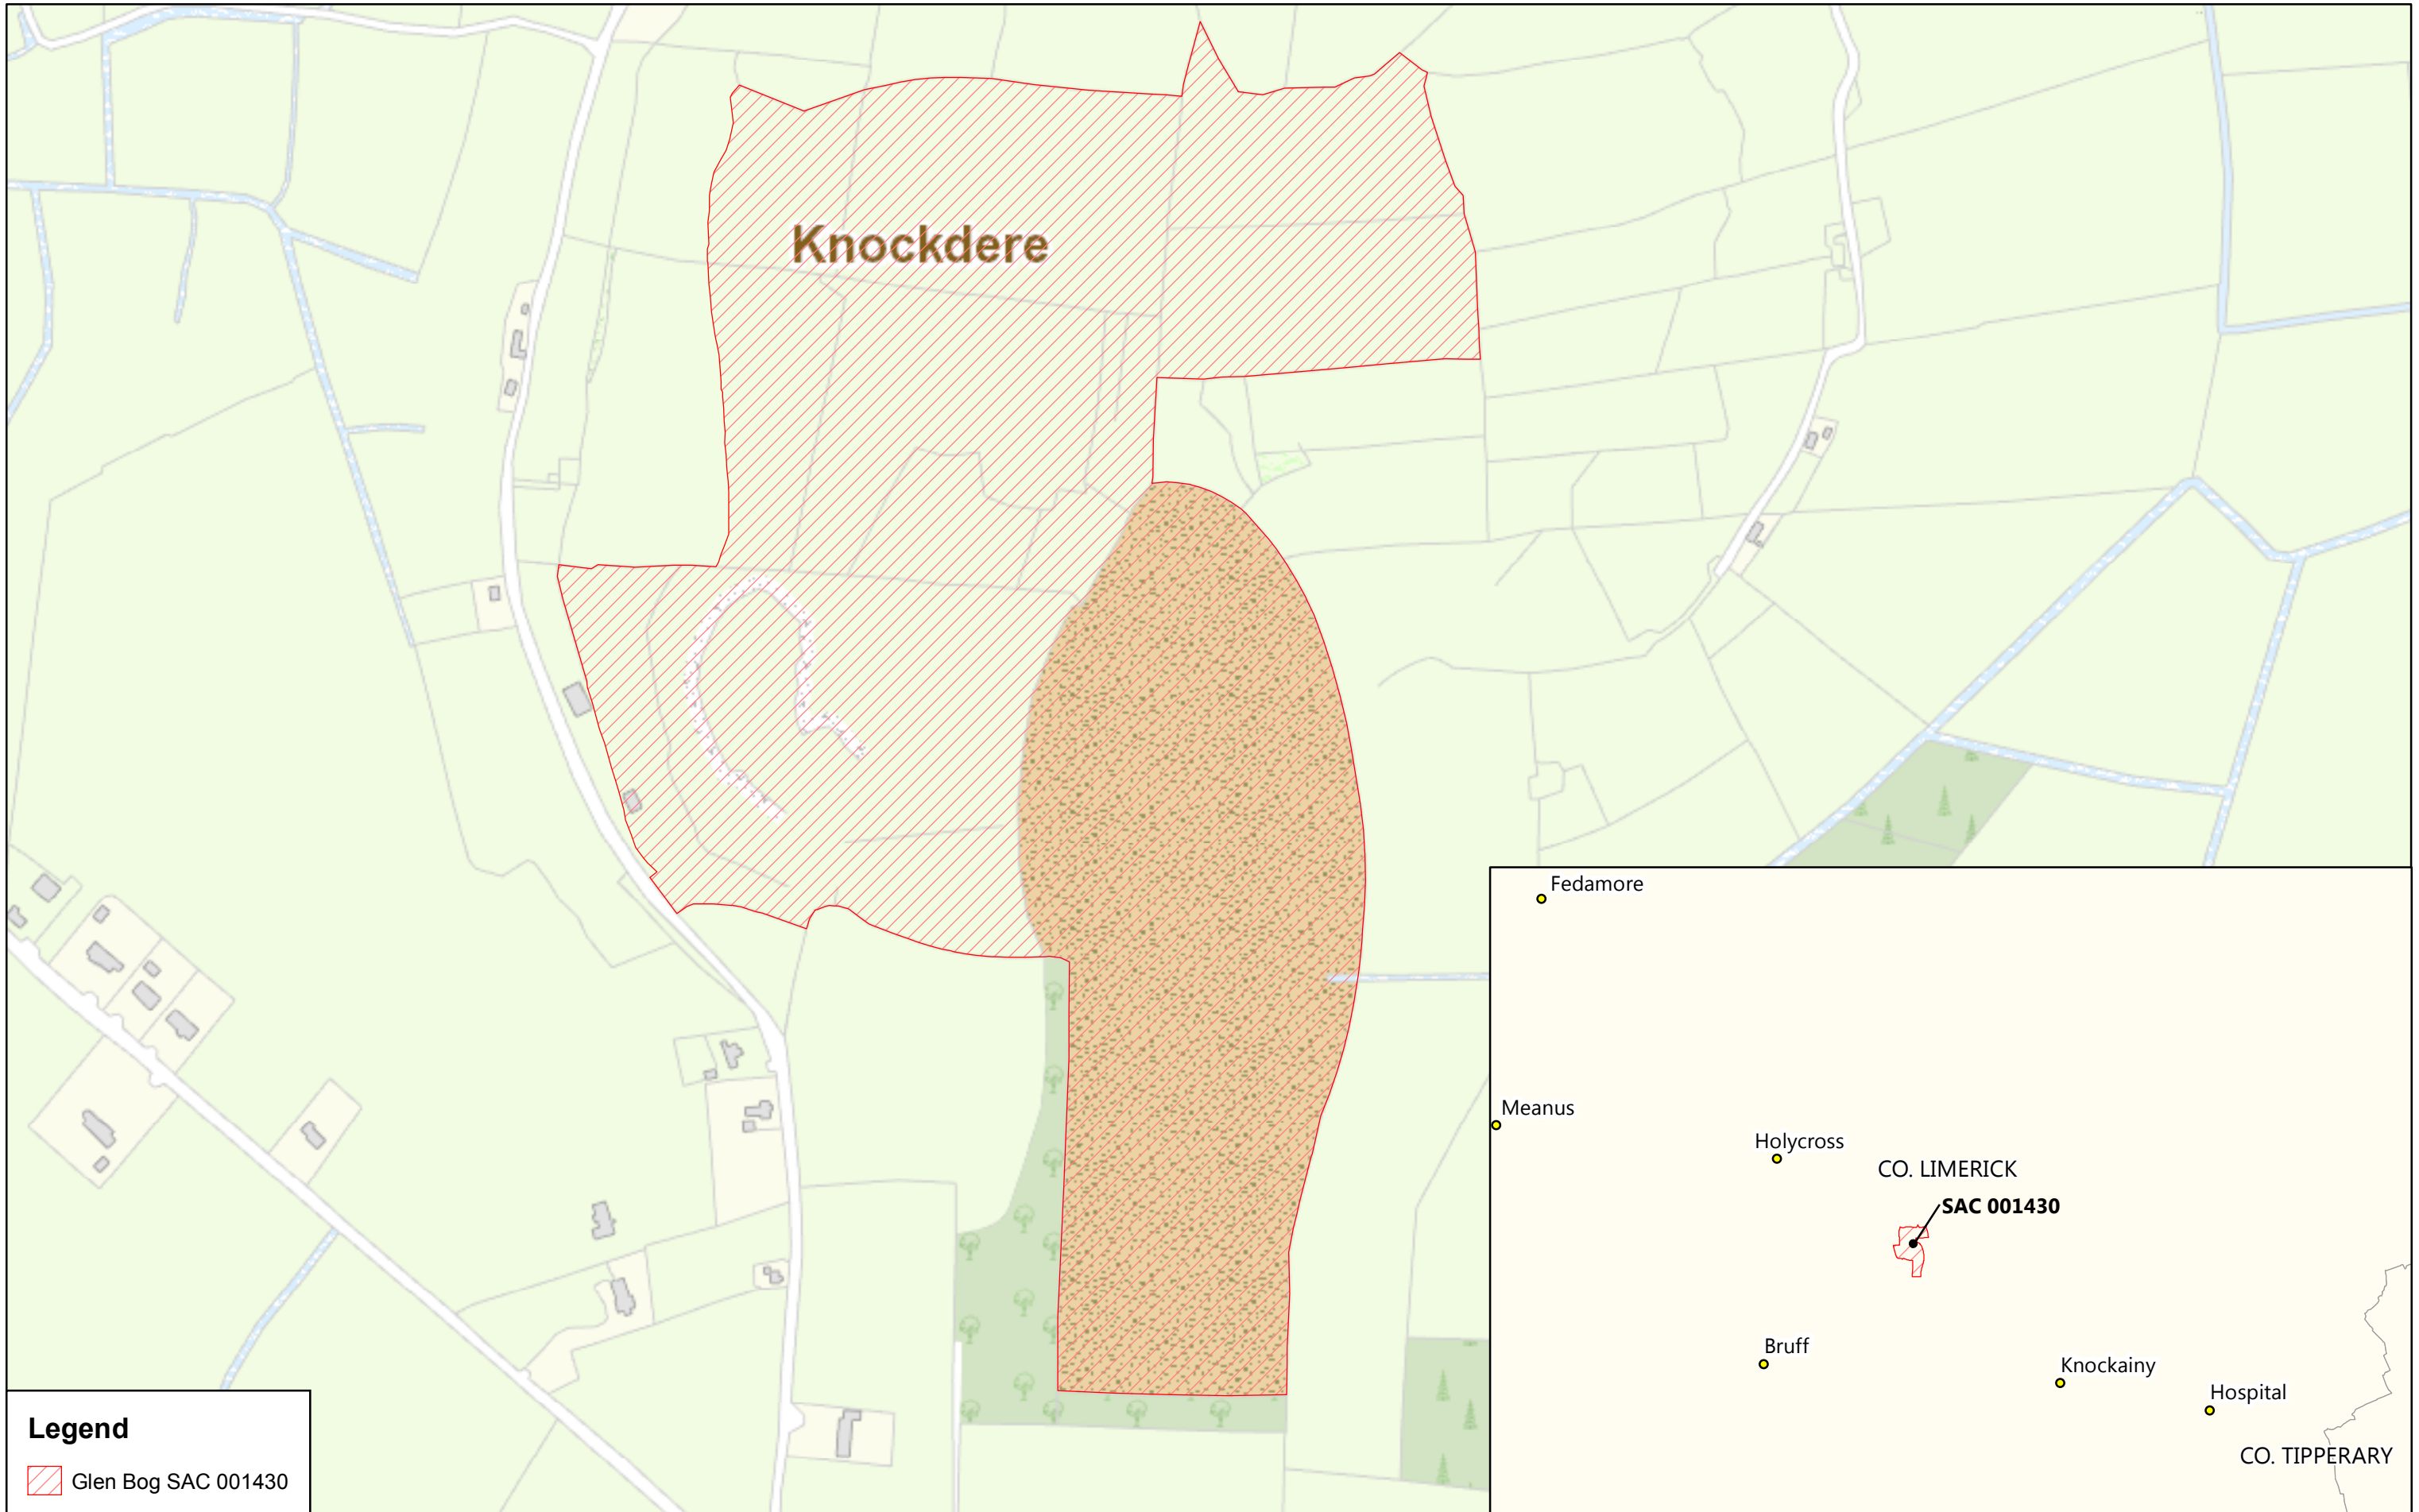 Knockdere
Fedamore
Meanus
Holycross
CO. LIMERICK
SAC 001430
Bruff
Knockainy
Hospital
CO. TIPPERARY
Legend
Glen Bog SAC 001430